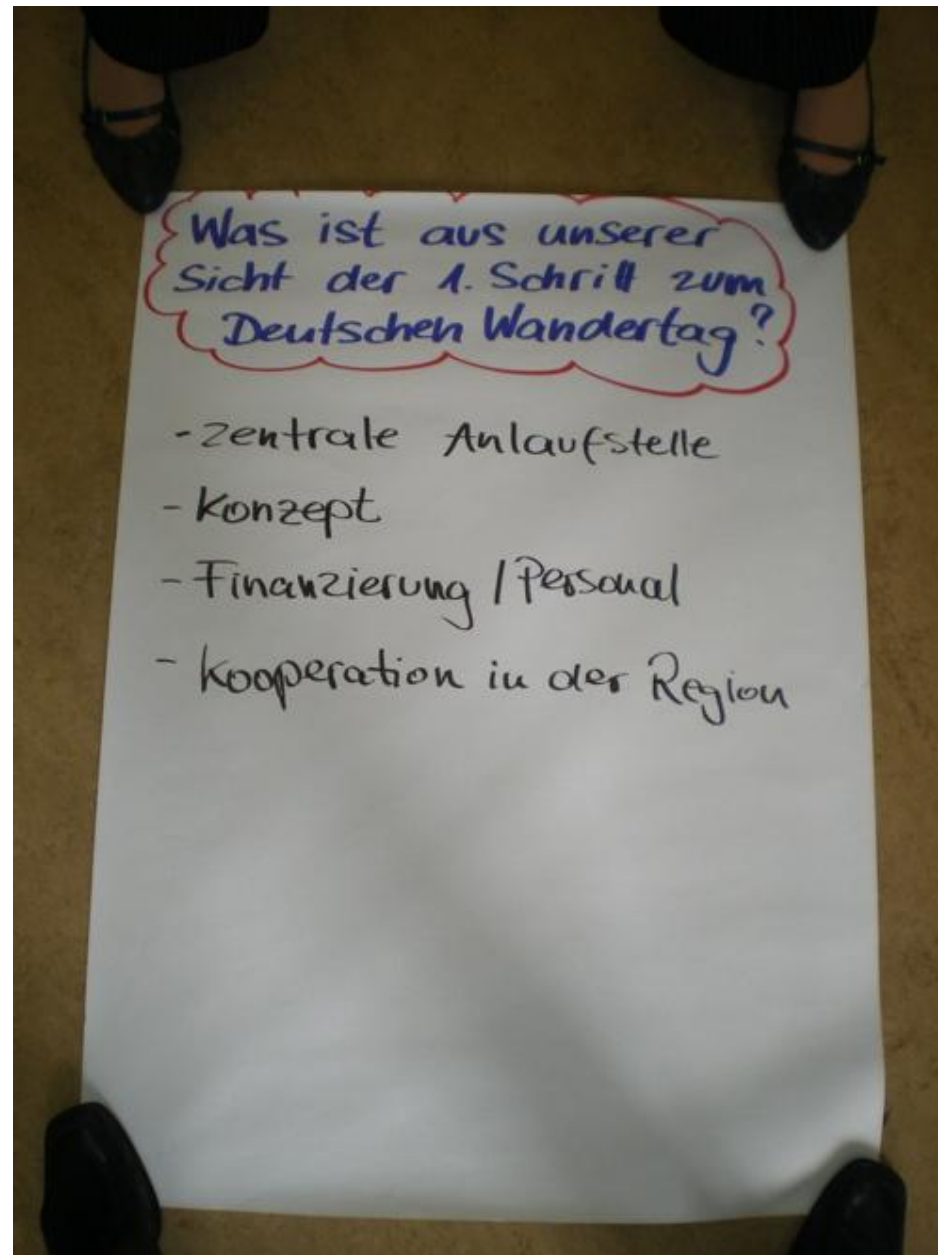 Was ist aus unserer
Sicht der 1. Schritt zum
Deutschen Wandertag?
- zentrale Anlaufstelle
- Konzept
- Finanzierung / Personal
- Kooperation in der Region